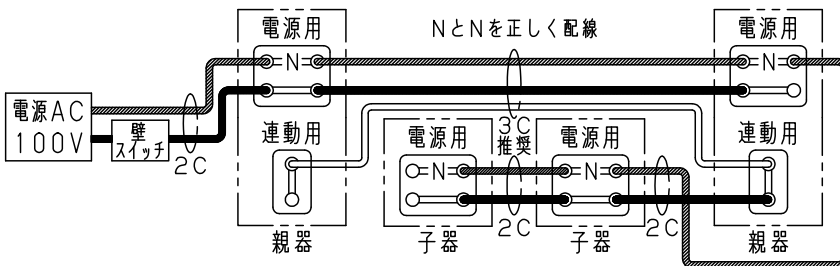 電源用
NとNを正しく配線
電源用
N
N
電源AC
100V
壁
スイッチ
2C
連動用
3C
推奨
連動用
電源用
電源用
N
N
2C
2C
親器
子器
子器
親器